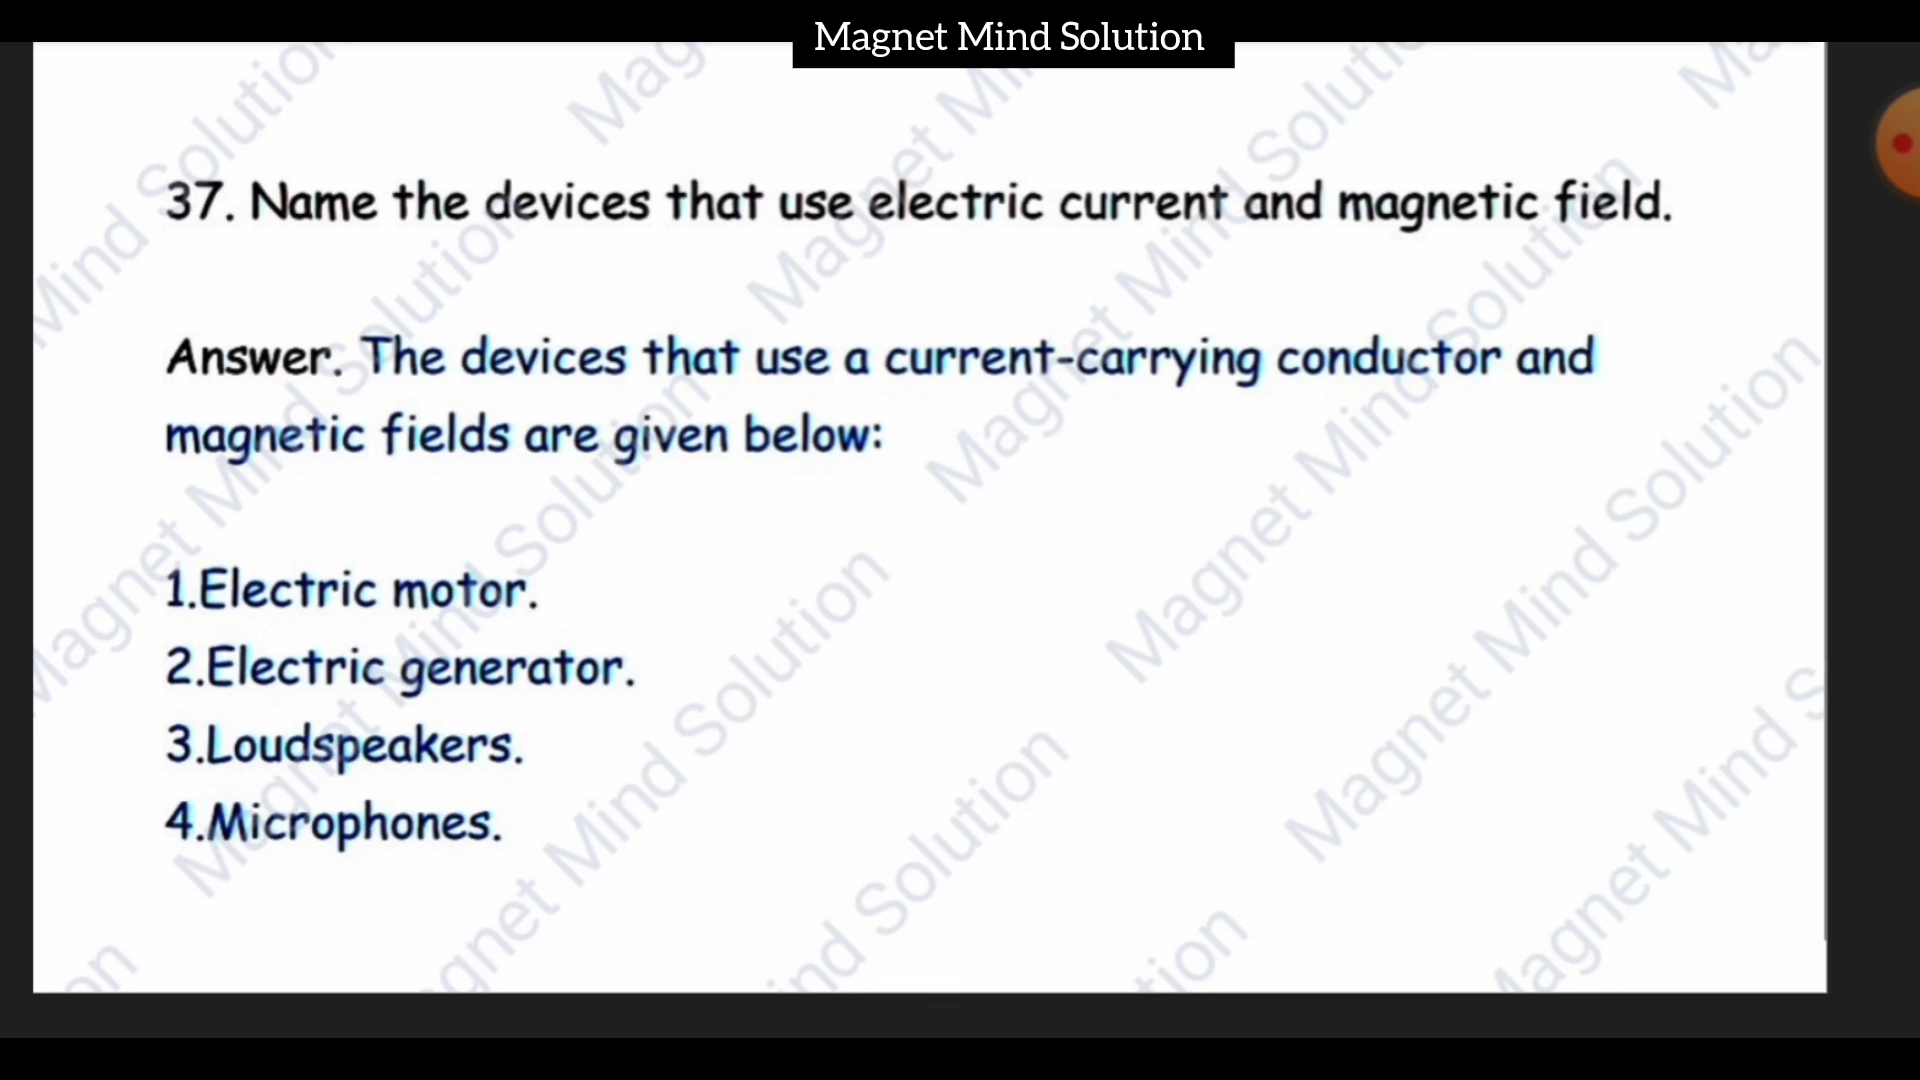 Magnet Mind Solution
37. Name the devices that use electric current and magnetic field.
Answer. The devices that use a current-carrying conductor and
magnetic fields are given below:
1.Electric motor.
2.Electric generator.
3.Loudspeakers.
4.Microphones.